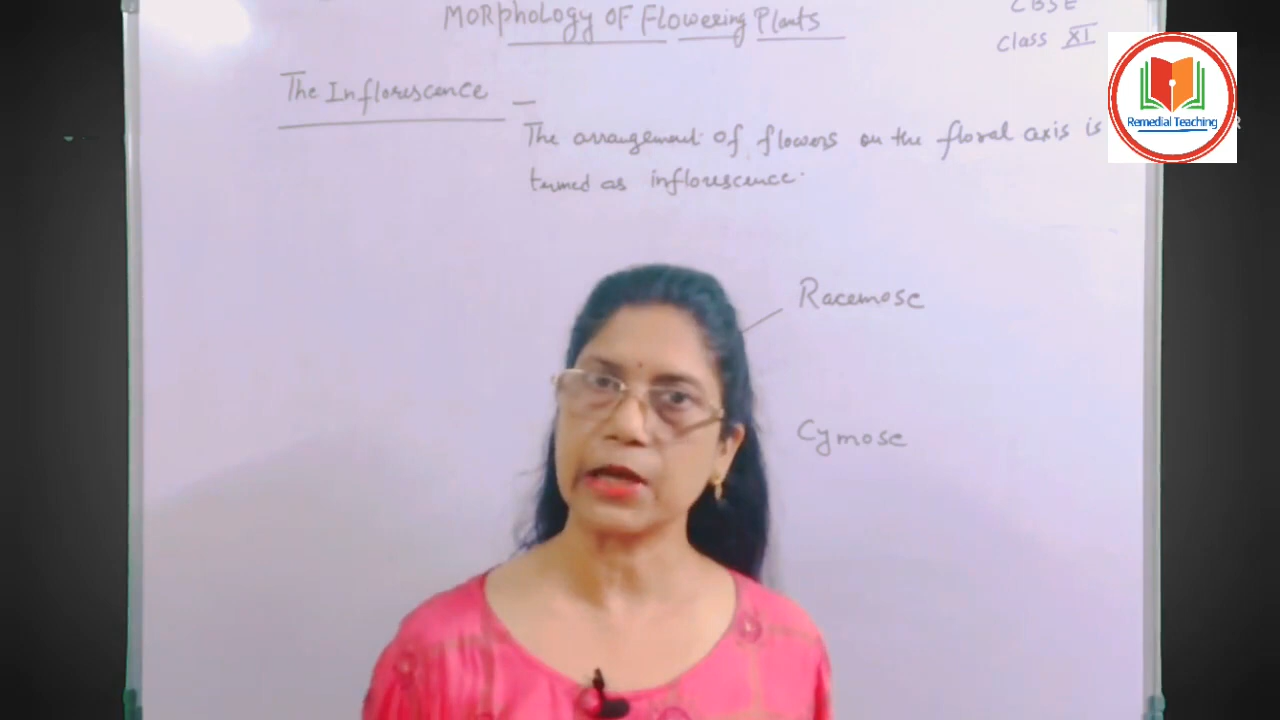 Morphology of Flowering Plants
CBSE
Class XI
The Inflorescence –
The arrangement of flowers on the floral axis is
termed as inflorescence.
Racemose
Cymose
Remedial Teaching